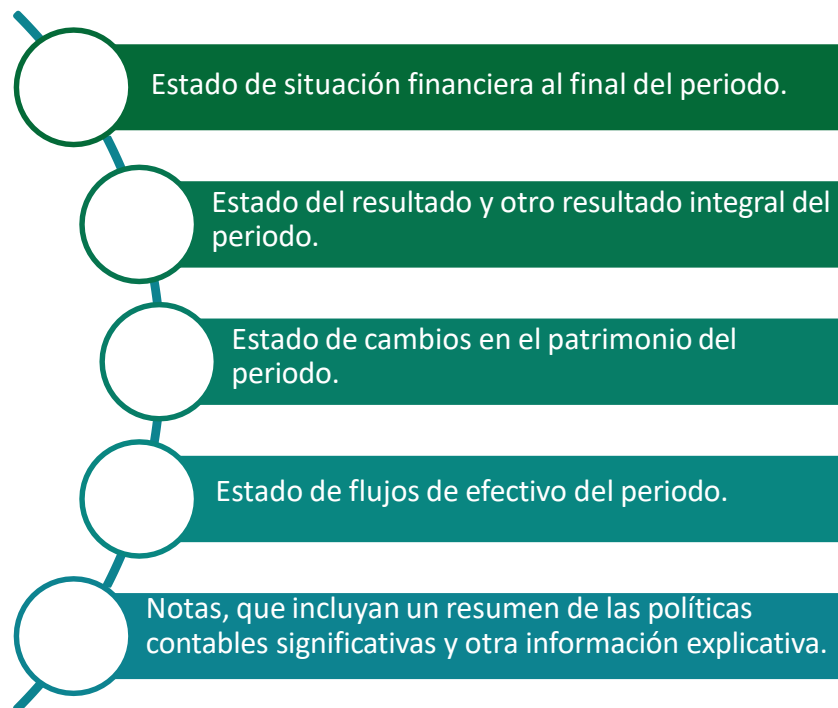 Estado de situación financiera al final del periodo.
Estado del resultado y otro resultado integral del
periodo.
Estado de cambios en el patrimonio del
periodo.
Estado de flujos de efectivo del periodo.
Notas, que incluyan un resumen de las políticas
contables significativas y otra información explicativa.